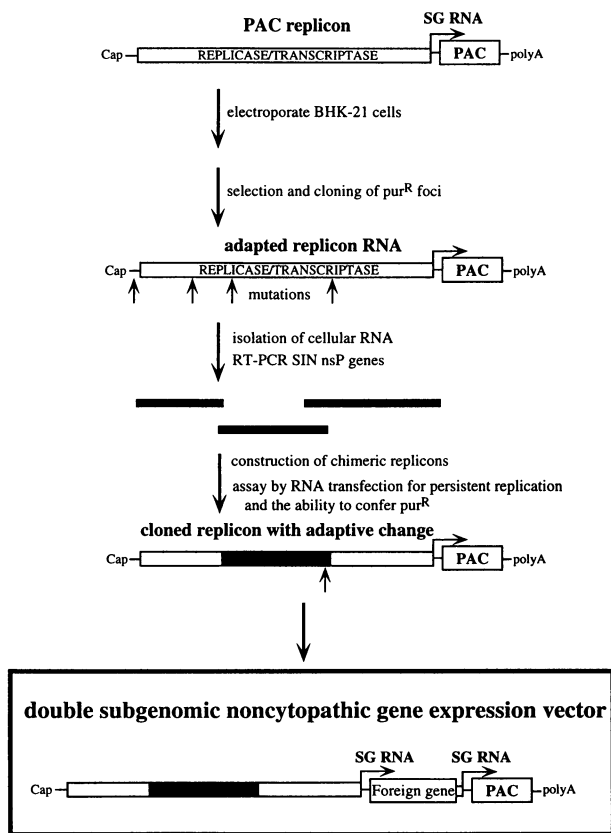 PAC replicon
SG RNA
Cap
REPLICASE/TRANSCRIPTASE
PAC
polyA
electroporate BHK-21 cells
selection and cloning of purR foci
adapted replicon RNA
Cap
REPLICASE/TRANSCRIPTASE
PAC
polyA
mutations
isolation of cellular RNA
RT-PCR SIN nsP genes
construction of chimeric replicons
assay by RNA transfection for persistent replication
and the ability to confer purR
cloned replicon with adaptive change
Cap
PAC
polyA
double subgenomic noncytopathic gene expression vector
SG RNA
SG RNA
Cap
Foreign gene
PAC
polyA